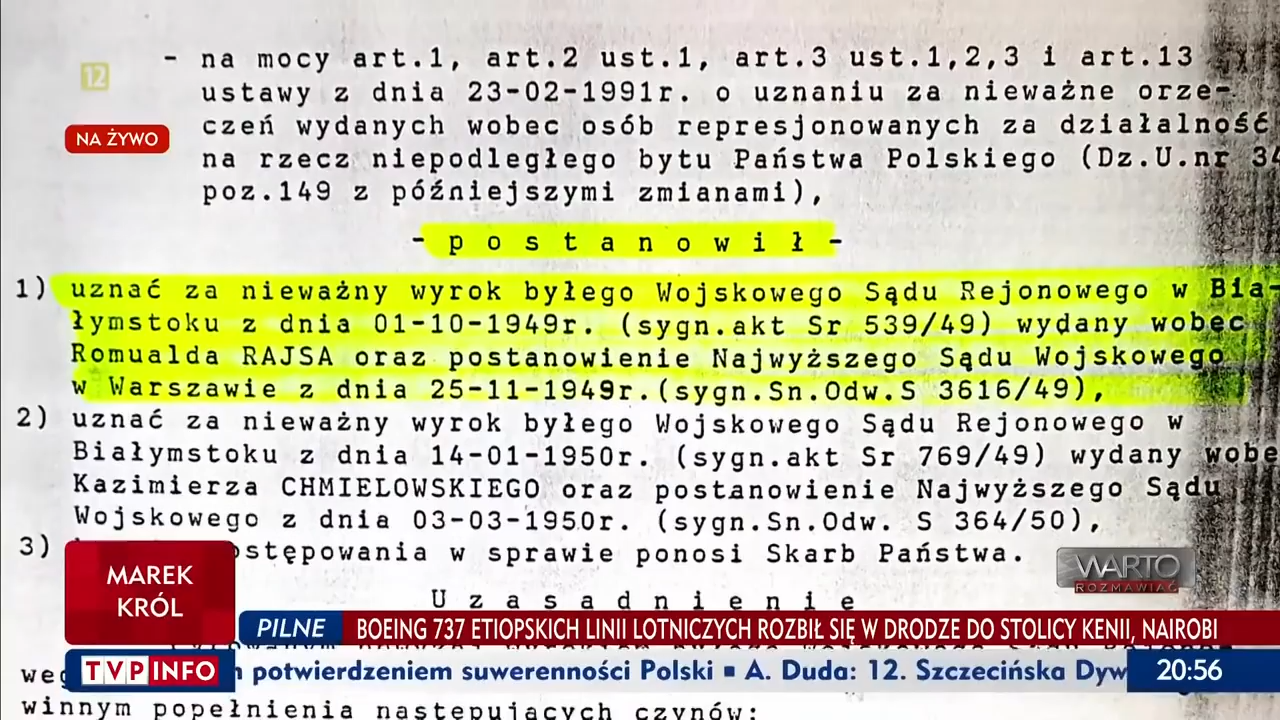 - na mocy art.1, art.2 ust.1, art.3 ust.1,2,3 i art.13
12
ustawy z dnia 23-02-1991r. o uznaniu za nieważne orze-
NA ŻYWO
czeń wydanych wobec osób represjonowanych za działalność
na rzecz niepodległego bytu Państwa Polskiego (Dz.U.nr 34
poz.149 z późniejszymi zmianami),
- p o s t a n o w i ł -
1) uznać za nieważny wyrok byłego Wojskowego Sądu Rejonowego w Bia-
łymstoku z dnia 01-10-1949r. (sygn.akt Sr 539/49) wydany wobec
Romualda RAJSA oraz postanowienie Najwyższego Sądu Wojskowego
w Warszawie z dnia 25-11-1949r.(sygn.Sn.Odw.S 3616/49),
2) uznać za nieważny wyrok byłego Wojskowego Sądu Rejonowego w
Białymstoku z dnia 14-01-1950r. (sygn.akt Sr 769/49) wydany wobe
Kazimierza CHMIELOWSKIEGO oraz postanowienie Najwyższego Sądu
Wojskowego z dnia 03-03-1950r. (sygn.Sn.Odw. S 364/50),
3) stępowania w sprawie ponosi Skarb Państwa.
MAREK
KRÓL
WARTO
ROZMAWIAĆ
U z a s a d n i e n i e
PILNE BOEING 737 ETIOPSKICH LINII LOTNICZYCH ROZBIŁ SIĘ W DRODZE DO STOLICY KENII, NAIROBI
TVP INFO potwierdzeniem suwerenności Polski ▪ A. Duda: 12. Szczecińska Dyw 20:56
winnym popełnienia następujących czynów: